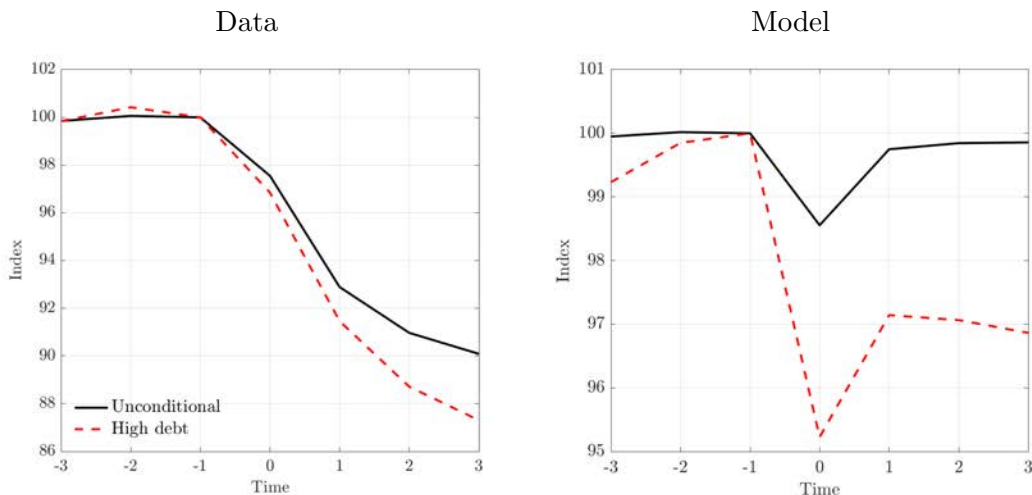 Data
102
100
98
96
94
92
90
88
86
Index
Unconditional
High debt
-3 -2 -1 0 1 2 3
Time
Model
101
100
99
98
97
96
95
Index
-3 -2 -1 0 1 2 3
Time